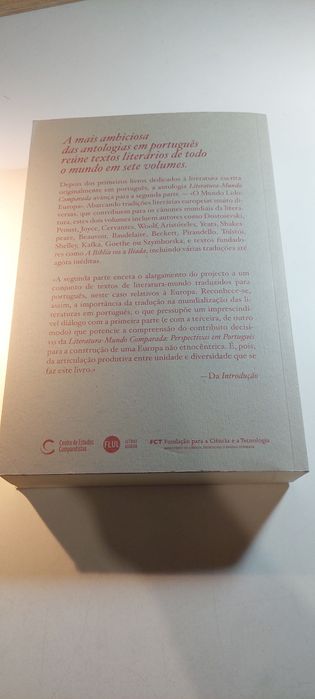 A mais ambiciosa
das antologias em português
reúne textos literários de todo
o mundo em sete volumes.
Depois dos primeiros livros dedicados à literatura escrita
originalmente em português, a antologia Literatura-Mundo
Comparada avança para a segunda parte — «O Mundo Lido:
Europa». Abarcando traduções literárias europeias muito di-
versas, que contribuíram para os cânones mundiais da litera-
tura, estes dois volumes incluem autores como Dostoievski,
Proust, Joyce, Cervantes, Woolf, Aristóteles, Yeats, Shakes-
peare, Beauvoir, Baudelaire, Beckett, Pirandello, Tolstoi,
Shelley, Kafka, Goethe ou Szymborska, e textos fundado-
res como A Bíblia ou a Ilíada, incluindo várias traduções até
agora inéditas.
«A segunda parte enceta o alargamento do projecto a um
conjunto de textos de literatura-mundo traduzidos para
português, neste caso relativos à Europa. Reconhece-se,
assim, a importância da tradução na mundialização das li-
teraturas em português, o que pressupõe um imprescindí-
vel diálogo com a primeira parte (e com a terceira, de outro
modo) que potencie a compreensão do contributo decisi-
vo da Literatura-Mundo Comparada: Perspectivas em Português
para a construção de uma Europa não etnocêntrica. É, pois,
da articulação produtiva entre unidade e diversidade que se
faz este livro.»
—Da Introdução
Centro de Estudos
Comparatistas
FLUL
LETRAS
LISBOA
FCT Fundação para a Ciência e a Tecnologia